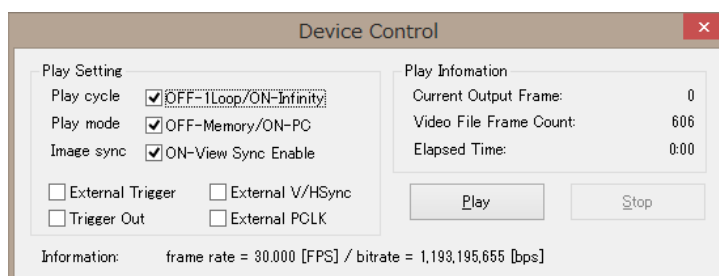 Device Control
×
Play Setting
Play cycle OFF-1Loop/ON-Infinity
Play mode OFF-Memory/ON-PC
Image sync ON-View Sync Enable
External Trigger External V/HSync
Trigger Out External PCLK
Play Infomation
Current Output Frame: 0
Video File Frame Count: 606
Elapsed Time: 0:00
Play Stop
Information: frame rate = 30.000 [FPS] / bitrate = 1,193,195,655 [bps]